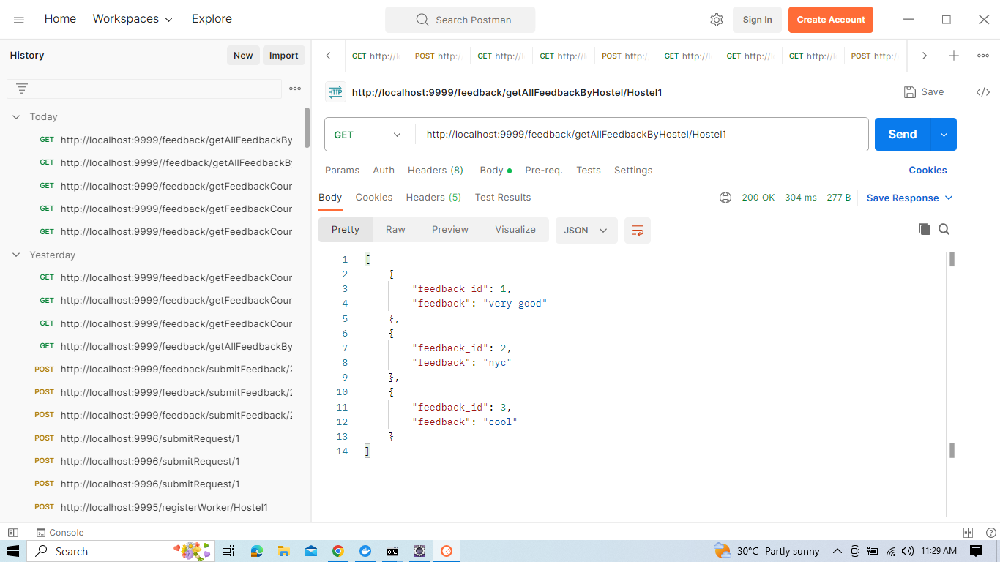 Home Workspaces Explore Search Postman Sign In Create Account
History New Import
GET http://l POST http:/ GET http://l GET http://l POST http:/ GET http://l GET http://l GET http://l POST http:/
HTTP http://localhost:9999/feedback/getAllFeedbackByHostel/Hostel1 Save
GET http://localhost:9999/feedback/getAllFeedbackByHostel/Hostel1 Send
Params Auth Headers (8) Body Pre-req. Tests Settings Cookies
Body Cookies Headers (5) Test Results 200 OK 304 ms 277 B Save Response
Pretty Raw Preview Visualize JSON
1 [
2 {
3 "feedback_id": 1,
4 "feedback": "very good"
5 },
6 {
7 "feedback_id": 2,
8 "feedback": "nyc"
9 },
10 {
11 "feedback_id": 3,
12 "feedback": "cool"
13 }
14 ]
Today
GET http://localhost:9999/feedback/getAllFeedbackBy
GET http://localhost:9999//feedback/getAllFeedbackB
GET http://localhost:9999/feedback/getFeedbackCour
GET http://localhost:9999/feedback/getFeedbackCour
GET http://localhost:9999/feedback/getFeedbackCour
Yesterday
GET http://localhost:9999/feedback/getFeedbackCour
GET http://localhost:9999/feedback/getFeedbackCour
GET http://localhost:9999/feedback/getFeedbackCour
GET http://localhost:9999/feedback/getAllFeedbackBy
POST http://localhost:9999/feedback/submitFeedback/2
POST http://localhost:9999/feedback/submitFeedback/2
POST http://localhost:9999/feedback/submitFeedback/2
POST http://localhost:9996/submitRequest/1
POST http://localhost:9996/submitRequest/1
POST http://localhost:9996/submitRequest/1
POST http://localhost:9995/registerWorker/Hostel1
Console
Search 30°C Partly sunny 11:29 AM